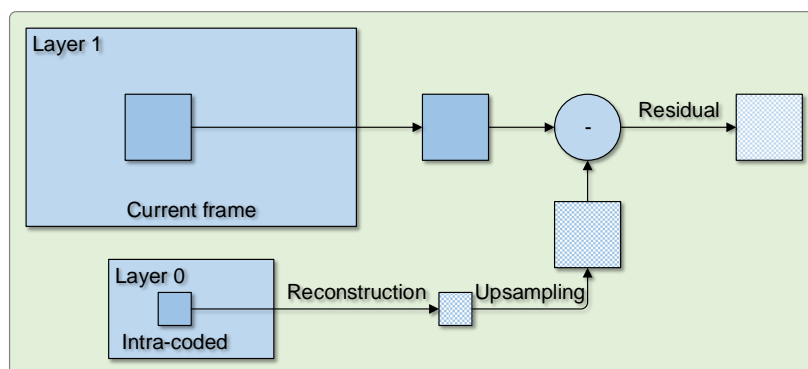 Layer 1
Residual
-
Current frame
Layer 0
Reconstruction
Upsampling
Intra-coded